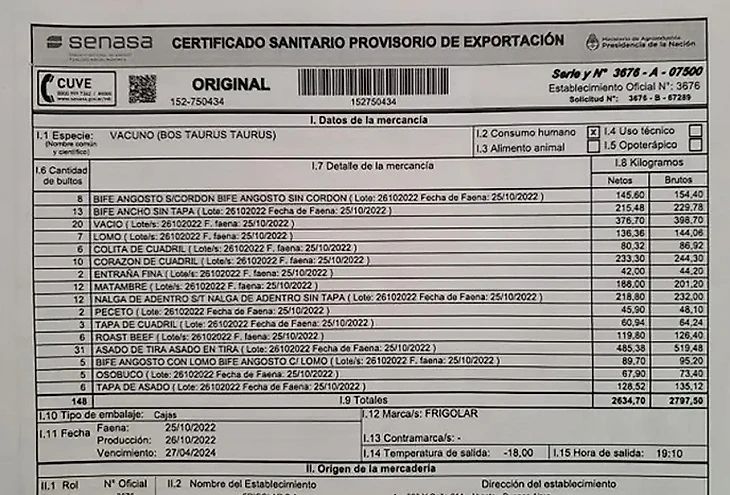 senasa
CERTIFICADO SANITARIO PROVISORIO DE EXPORTACIÓN
Ministerio de Agroindustria
Presidencia de la Nación
CUVE
www.senasa.gov.ar
ORIGINAL
152-750434
152750434
Serie y Nº 3676 - A - 07500
Establecimiento Oficial Nº: 3676
Solicitud Nº: 3676 - B - 67289
I. Datos de la mercancía
I.1 Especie: VACUNO (BOS TAURUS TAURUS)
(Nombre común y científico)
I.2 Consumo humano x I.4 Uso técnico
I.3 Alimento animal I.5 Opoterápico
I.6 Cantidad de bultos I.7 Detalle de la mercancía I.8 Kilogramos
Netos Brutos
8 BIFE ANGOSTO S/CORDON BIFE ANGOSTO SIN CORDON ( Lote: 26102022 Fecha de Faena: 25/10/2022 ) 145,60 154,40
13 BIFE ANCHO SIN TAPA ( Lote: 26102022 Fecha de Faena: 25/10/2022 ) 215,48 229,78
20 VACIO ( Lote/s: 26102022 F. faena: 25/10/2022 ) 376,70 398,70
7 LOMO ( Lote/s: 26102022 F. faena: 25/10/2022 ) 136,36 144,06
6 COLITA DE CUADRIL ( Lote/s: 26102022 F. faena: 25/10/2022 ) 80,32 86,92
10 CORAZON DE CUADRIL ( Lote/s: 26102022 F. faena: 25/10/2022 ) 233,30 244,30
2 ENTRAÑA FINA ( Lote/s: 26102022 F. faena: 25/10/2022 ) 42,00 44,20
12 MATAMBRE ( Lote/s: 26102022 F. faena: 25/10/2022 ) 188,00 201,20
12 NALGA DE ADENTRO S/T NALGA DE ADENTRO SIN TAPA ( Lote: 26102022 Fecha de Faena: 25/10/2022 ) 218,80 232,00
2 PECETO ( Lote: 26102022 Fecha de Faena: 25/10/2022 ) 45,90 48,10
3 TAPA DE CUADRIL ( Lote: 26102022 Fecha de Faena: 25/10/2022 ) 60,94 64,24
6 ROAST BEEF ( Lote/s: 26102022 F. faena: 25/10/2022 ) 119,80 126,40
31 ASADO DE TIRA ASADO EN TIRA ( Lote: 26102022 Fecha de Faena: 25/10/2022 ) 485,38 519,48
5 BIFE ANGOSTO CON LOMO BIFE ANGOSTO C/ LOMO ( Lote/s: 26102022 F. faena: 25/10/2022 ) 89,70 95,20
5 OSOBUCO ( Lote: 26102022 Fecha de Faena: 25/10/2022 ) 67,90 73,40
6 TAPA DE ASADO ( Lote: 26102022 Fecha de Faena: 25/10/2022 ) 128,52 135,12
148 I.9 Totales 2634,70 2797,50
I.10 Tipo de embalaje: Cajas I.12 Marca/s: FRIGOLAR
I.11 Fecha Faena: 25/10/2022
Producción: 26/10/2022 I.13 Contramarca/s: -
Vencimiento: 27/04/2024 I.14 Temperatura de salida: -18,00 I.15 Hora de salida: 19:10
II. Origen de la mercadería
II.1 Rol Nº Oficial II.2 Nombre del Establecimiento Dirección del establecimiento